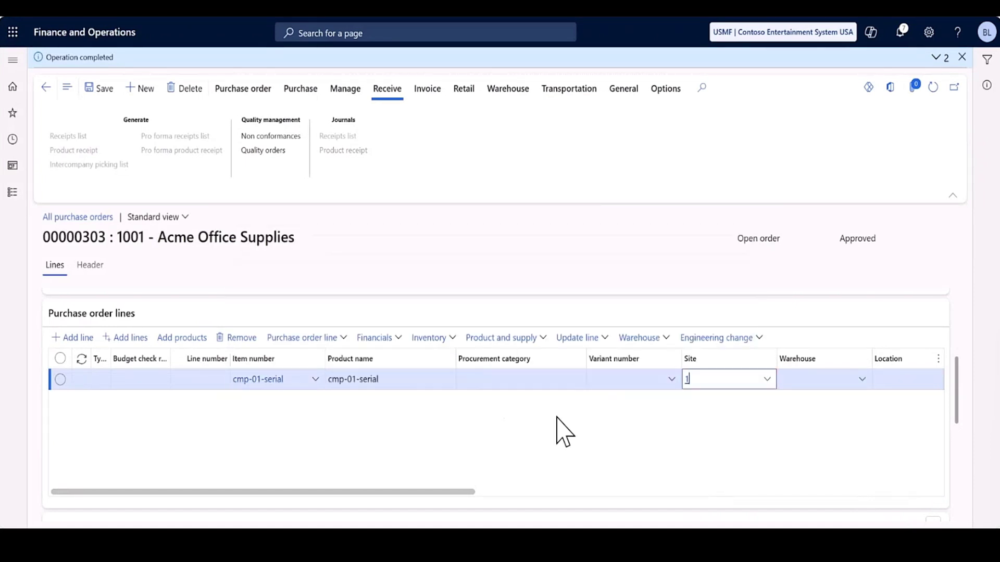 Finance and Operations
Search for a page
USMF | Contoso Entertainment System USA
7
BL
Operation completed
2
Save
New
Delete
Purchase order
Purchase
Manage
Receive
Invoice
Retail
Warehouse
Transportation
General
Options
0
Generate
Receipts list
Pro forma receipts list
Product receipt
Pro forma product receipt
Intercompany picking list
Quality management
Non conformances
Quality orders
Journals
Receipts list
Product receipt
All purchase orders | Standard view
00000303 : 1001 - Acme Office Supplies
Open order
Approved
Lines
Header
Purchase order lines
Add line
Add lines
Add products
Remove
Purchase order line
Financials
Inventory
Product and supply
Update line
Warehouse
Engineering change
Ty...
Budget check r...
Line number
Item number
Product name
Procurement category
Variant number
Site
Warehouse
Location
cmp-01-serial
cmp-01-serial
1